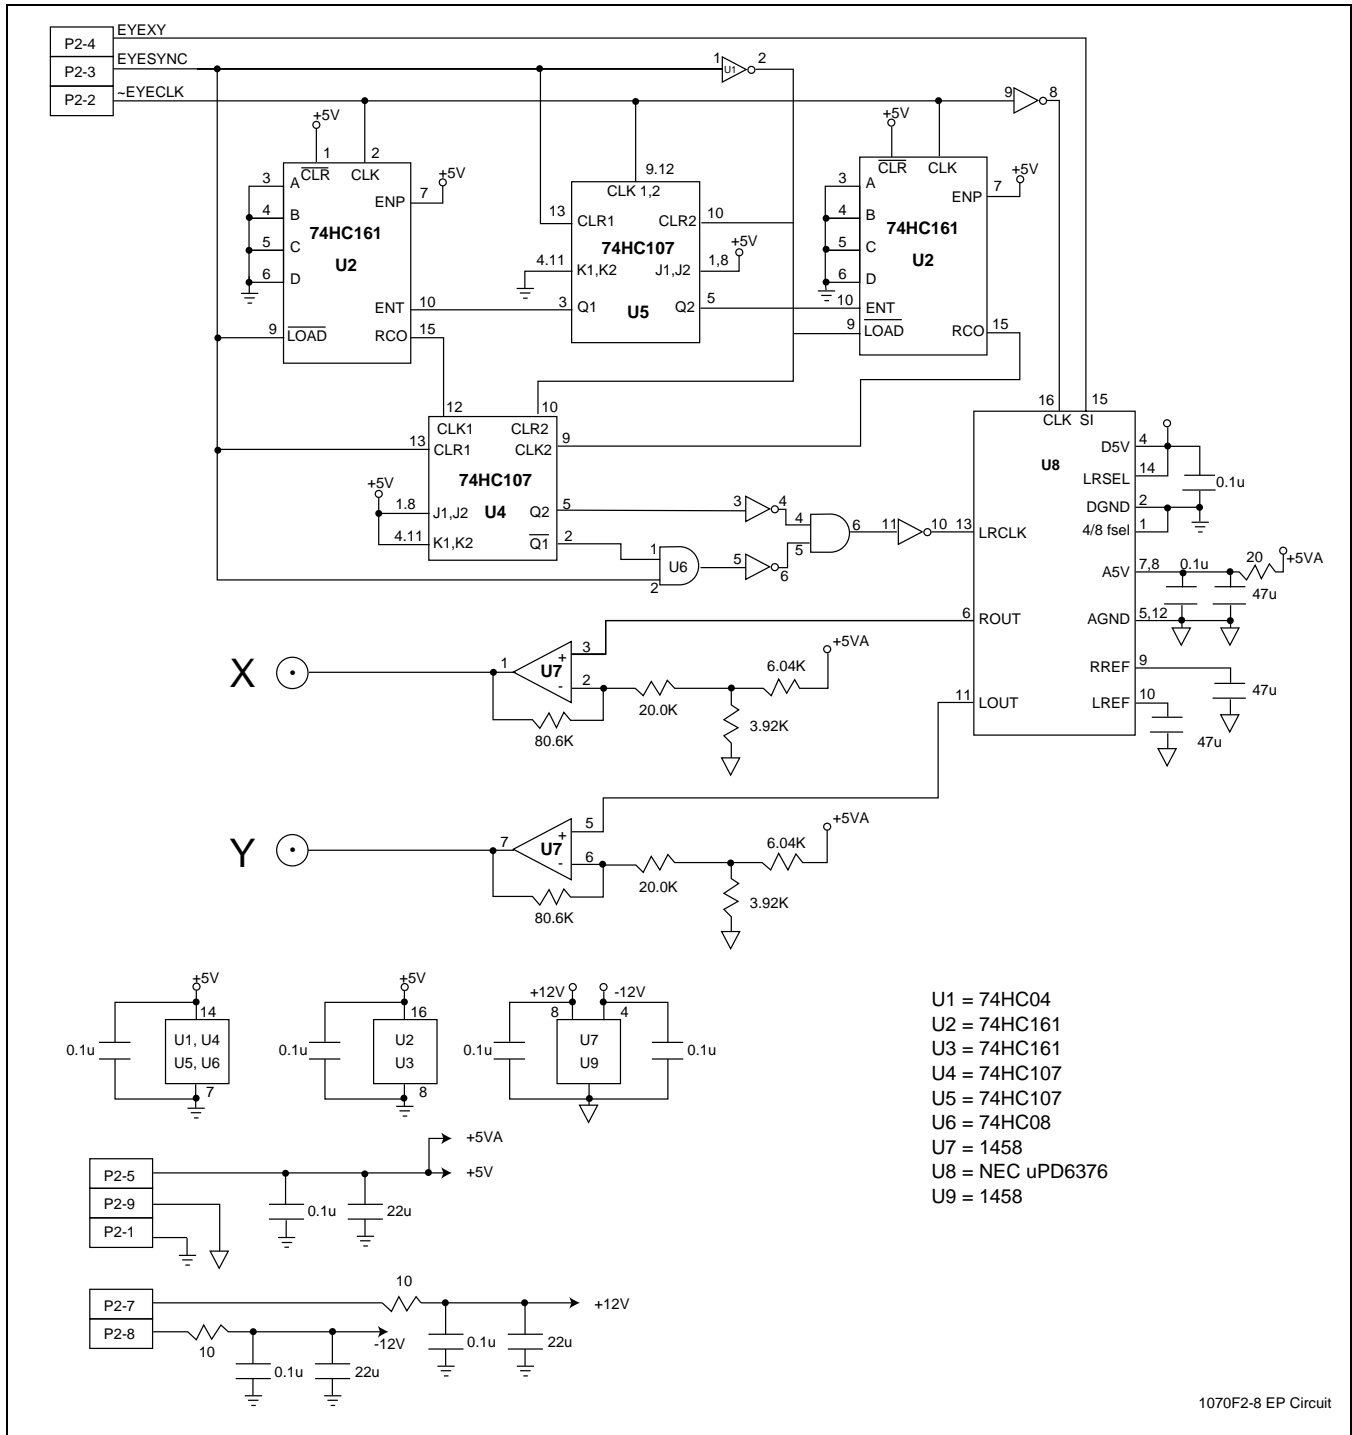 P2-4 EYEXY
P2-3 EYESYNC
P2-2 ~EYECLK
1 U1 2
9 8
+5V
1 2
CLR CLK
3 A
4 B
5 C
6 D
ENP 7 +5V
74HC161
U2
ENT 10
9 LOAD
RCO 15
9.12
CLK 1,2
13 CLR1
CLR2 10
74HC107
4.11 K1,K2
J1,J2 1,8 +5V
3 Q1
U5
Q2 5
+5V
CLR CLK
3 A
4 B
5 C
6 D
ENP 7 +5V
74HC161
U2
10 ENT
9 LOAD
RCO 15
12 10
CLK1 CLR2
13 CLR1
CLK2 9
74HC107
+5V
1.8 J1,J2
U4
Q2 5
4.11 K1,K2
Q1 2
3 4
1 U6
2
5 6
4 6
5
11 10
16 15
CLK SI
U8
D5V 4
LRSEL 14
0.1u
DGND 2
4/8 fsel 1
13 LRCLK
A5V 7,8 0.1u 20 +5VA
47u
6 ROUT
AGND 5,12
RREF 9
47u
11 LOUT
LREF 10
47u
X
1 U7 + 3
- 2
80.6K
20.0K
6.04K
+5VA
3.92K
Y
7 U7 + 5
- 6
80.6K
20.0K
6.04K
+5VA
3.92K
+5V
14
0.1u
U1, U4
U5, U6
7
+5V
16
0.1u
U2
U3
8
+12V -12V
8 4
0.1u
U7
U9
0.1u
U1 = 74HC04
U2 = 74HC161
U3 = 74HC161
U4 = 74HC107
U5 = 74HC107
U6 = 74HC08
U7 = 1458
U8 = NEC uPD6376
U9 = 1458
+5VA
P2-5 +5V
P2-9
0.1u 22u
P2-1
10
P2-7 +12V
P2-8 -12V
10
0.1u 22u
0.1u 22u
1070F2-8 EP Circuit